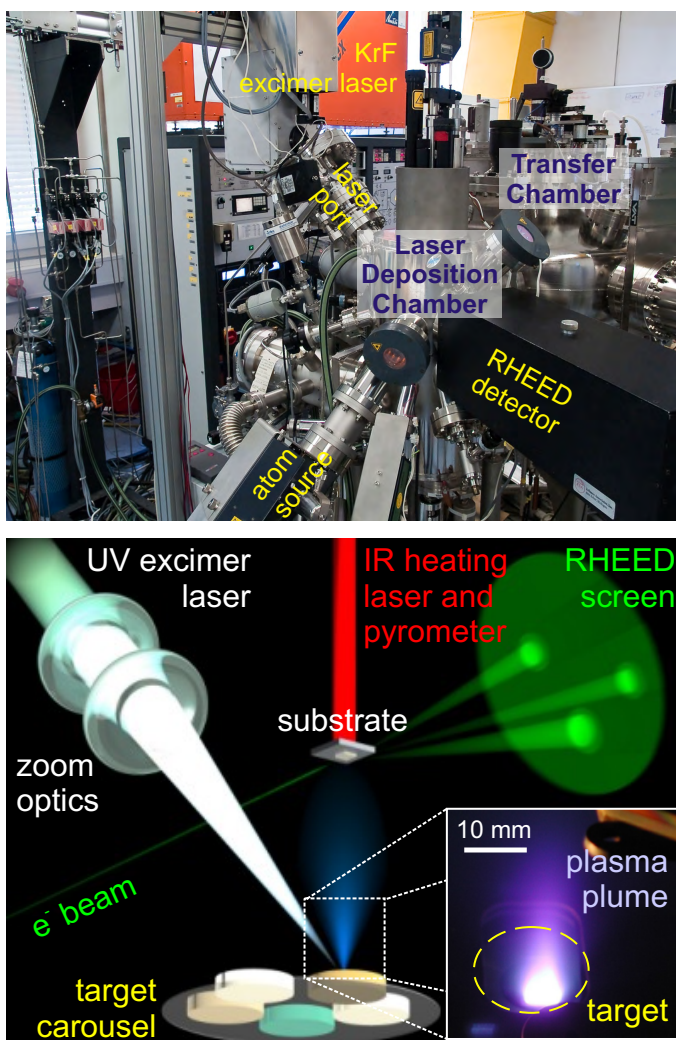 KrF
excimer laser
laser
port
Transfer
Chamber
Laser
Deposition
Chamber
RHEED
detector
atom
source
UV excimer
laser
IR heating
laser and
pyrometer
RHEED
screen
substrate
zoom
optics
e⁻ beam
10 mm
plasma
plume
target
carousel
target